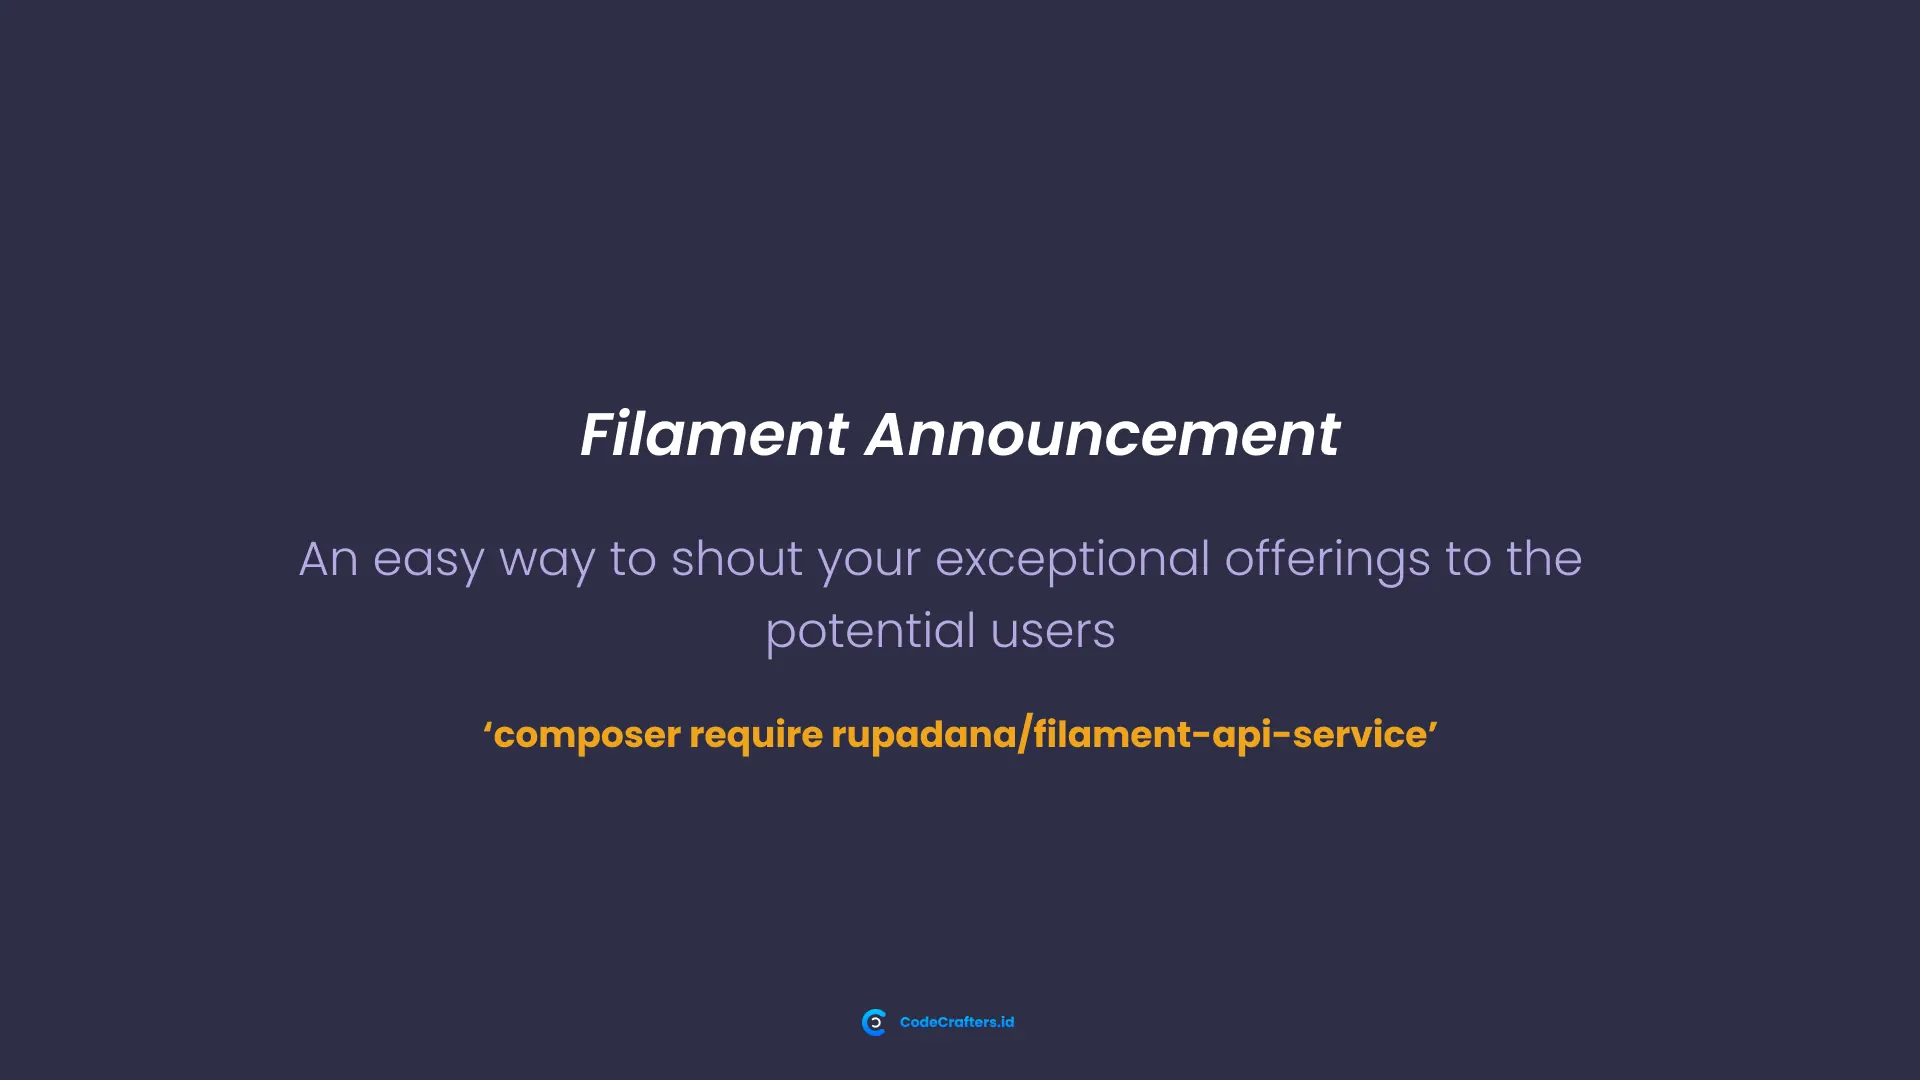 Filament Announcement
An easy way to shout your exceptional offerings to the
potential users
‘composer require rupadana/filament-api-service’
CodeCrafters.id